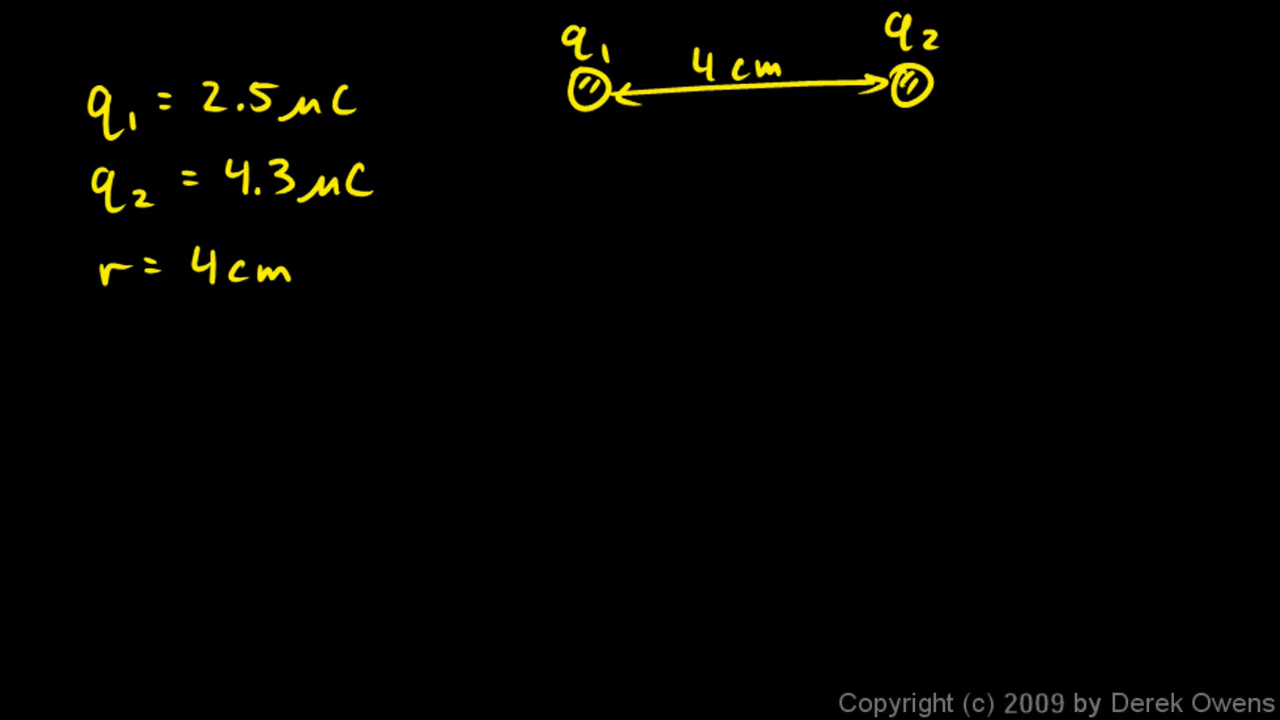 q₁ = 2.5 μC
q₂ = 4.3 μC
r = 4 cm
q₁
4 cm
q₂
Copyright (c) 2009 by Derek Owens